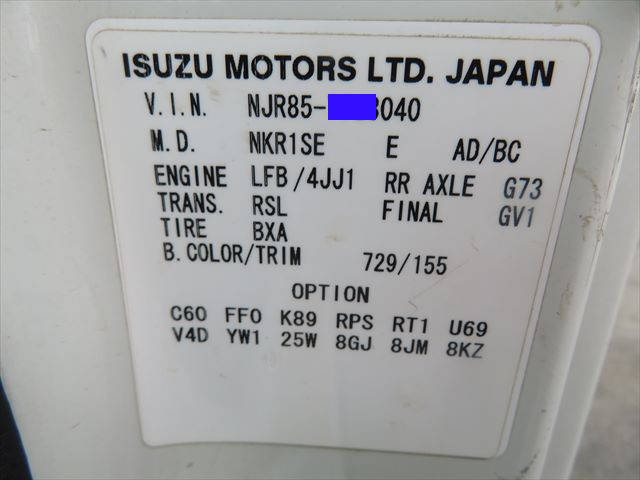 ISUZU MOTORS LTD. JAPAN
V.I.N. NJR85-3040
M.D. NKR1SE E AD/BC
ENGINE LFB/4JJ1 RR AXLE G73
TRANS. RSL FINAL GV1
TIRE BXA
B.COLOR/TRIM 729/155
OPTION
C60 FF0 K89 RPS RT1 U69
V4D YW1 25W 8GJ 8JM 8KZ